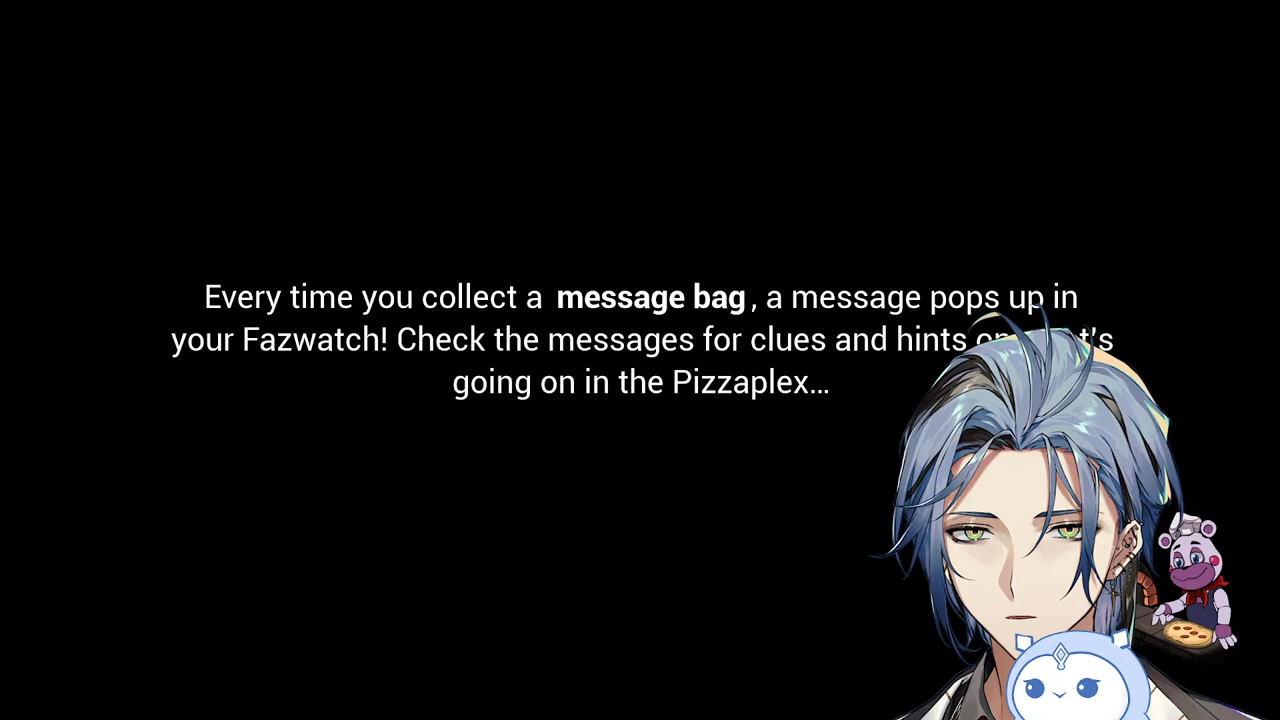 Every time you collect a message bag, a message pops up in
your Fazwatch! Check the messages for clues and hints
going on in the Pizzaplex...